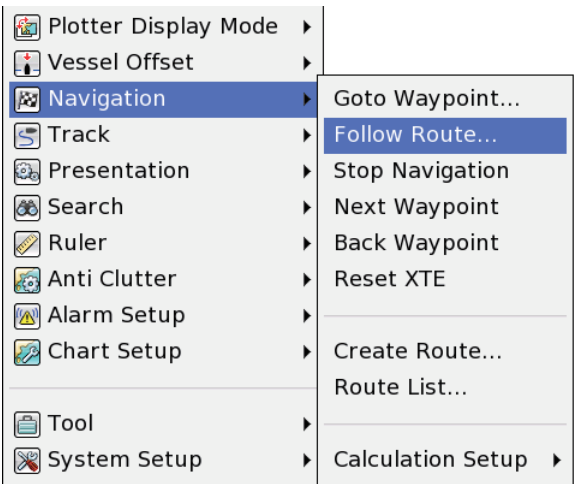 Plotter Display Mode
Vessel Offset
Navigation
Track
Presentation
Search
Ruler
Anti Clutter
Alarm Setup
Chart Setup
Tool
System Setup
Goto Waypoint...
Follow Route...
Stop Navigation
Next Waypoint
Back Waypoint
Reset XTE
Create Route...
Route List...
Calculation Setup